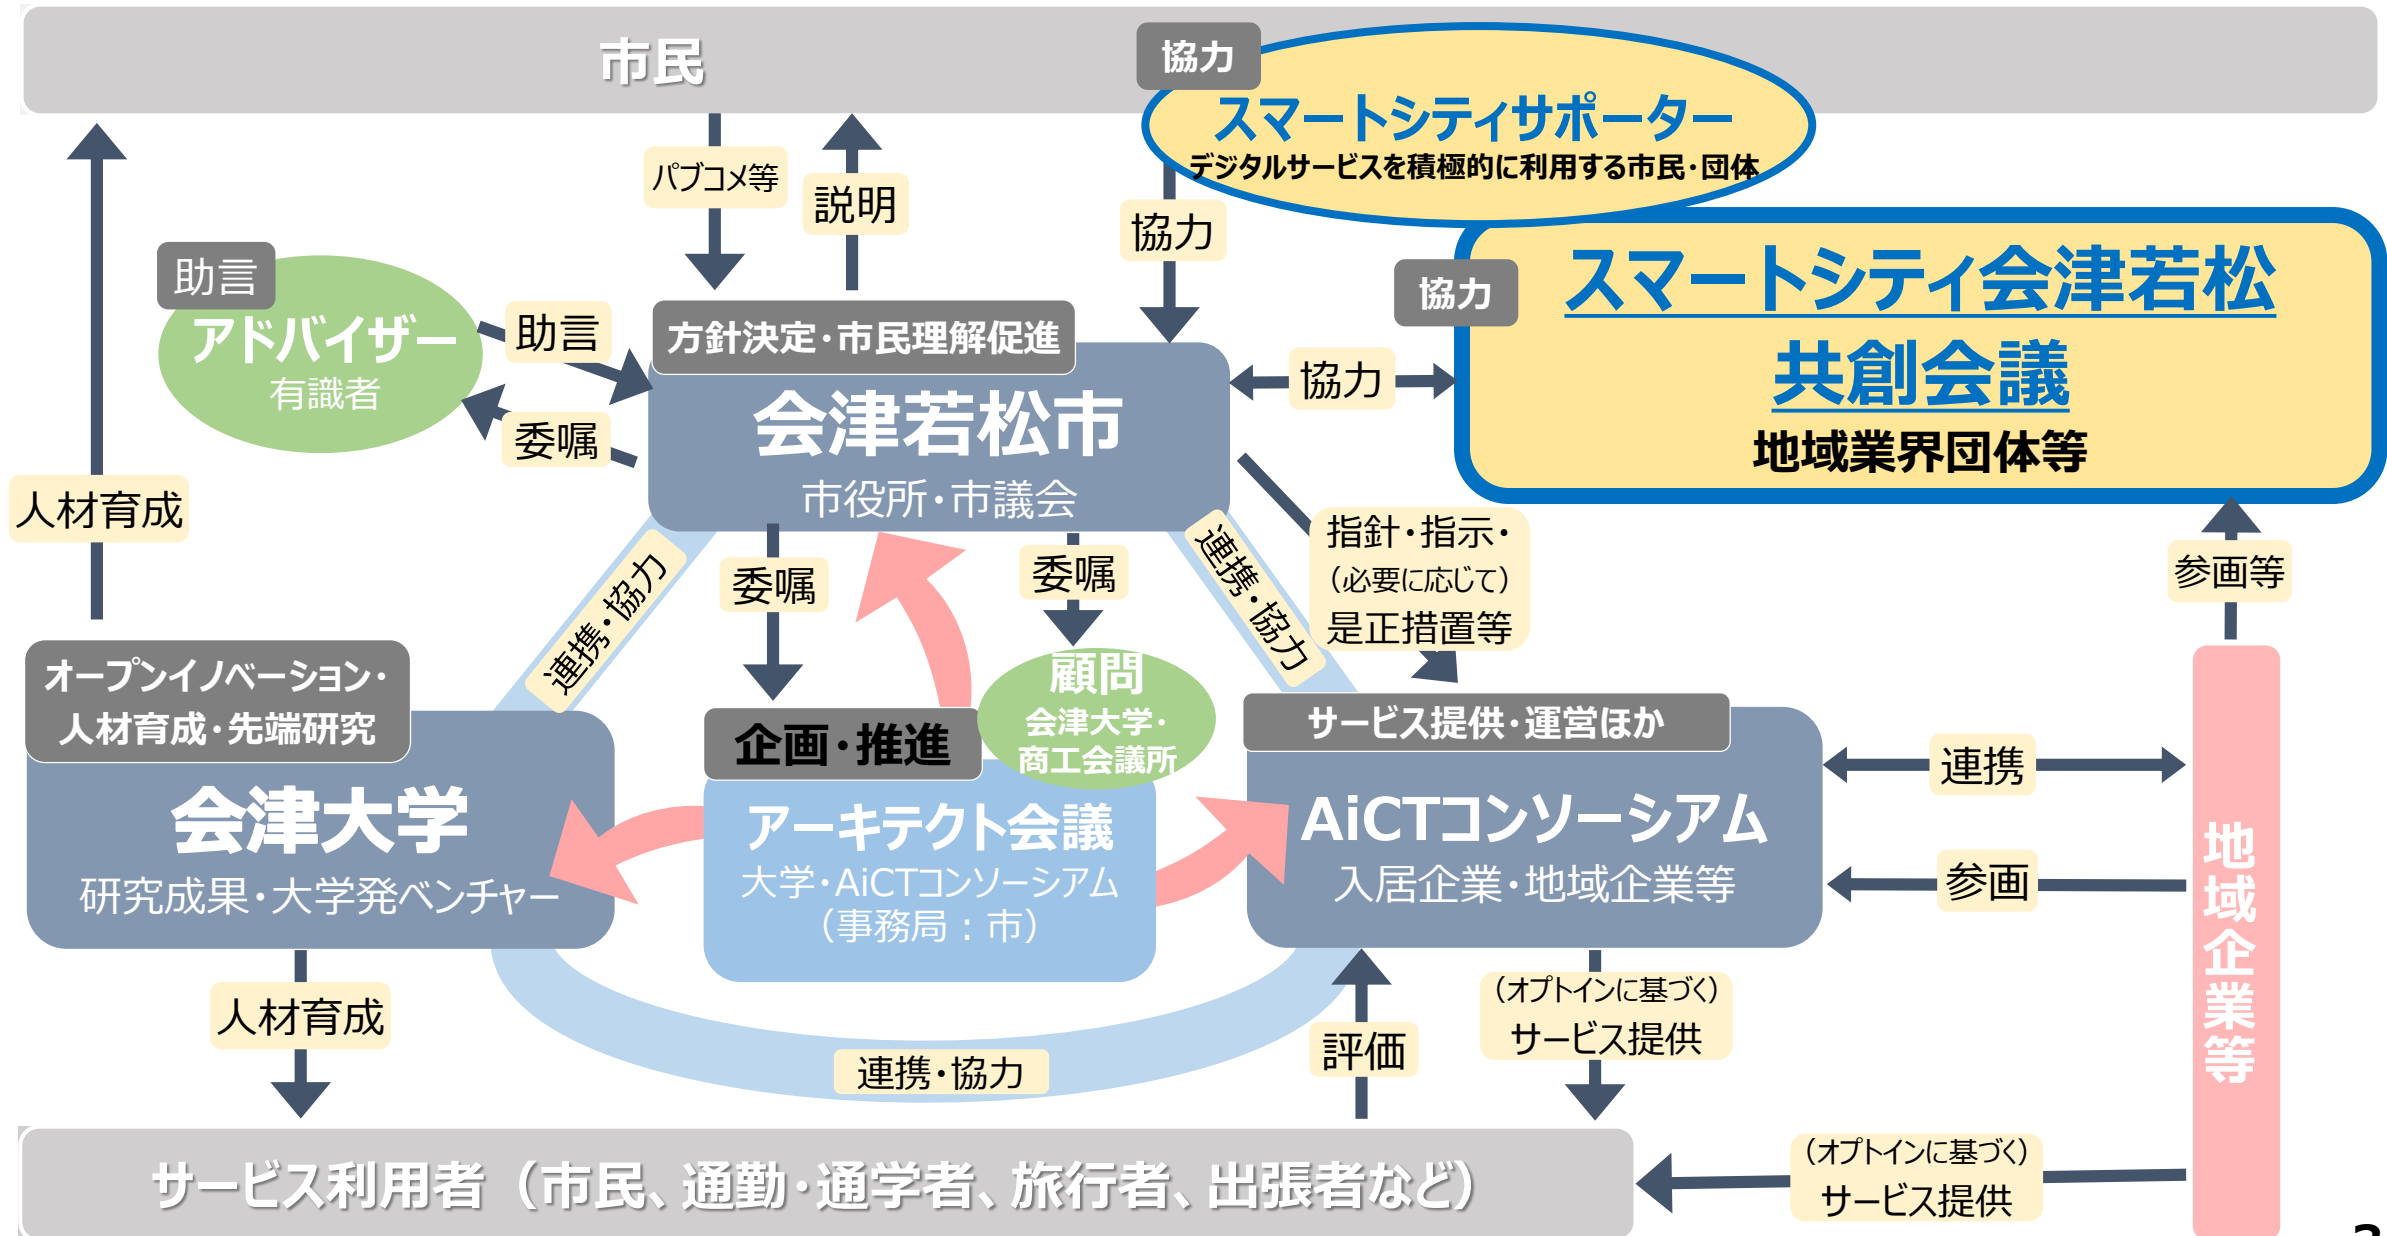 市民
協力
スマートシティサポーター
デジタルサービスを積極的に利用する市民・団体
パブコメ等
説明
協力
助言
アドバイザー
有識者
助言
委嘱
方針決定・市民理解促進
会津若松市
市役所・市議会
協力
協力
スマートシティ会津若松
共創会議
地域業界団体等
人材育成
連携・協力
委嘱
委嘱
連携・協力
指針・指示・
（必要に応じて）
是正措置等
参画等
オープンイノベーション・
人材育成・先端研究
会津大学
研究成果・大学発ベンチャー
企画・推進
顧問
会津大学・
商工会議所
アーキテクト会議
大学・AiCTコンソーシアム
（事務局：市）
サービス提供・運営ほか
AiCTコンソーシアム
入居企業・地域企業等
連携
参画
地域企業等
人材育成
連携・協力
評価
（オプトインに基づく）
サービス提供
サービス利用者（市民、通勤・通学者、旅行者、出張者など）
（オプトインに基づく）
サービス提供